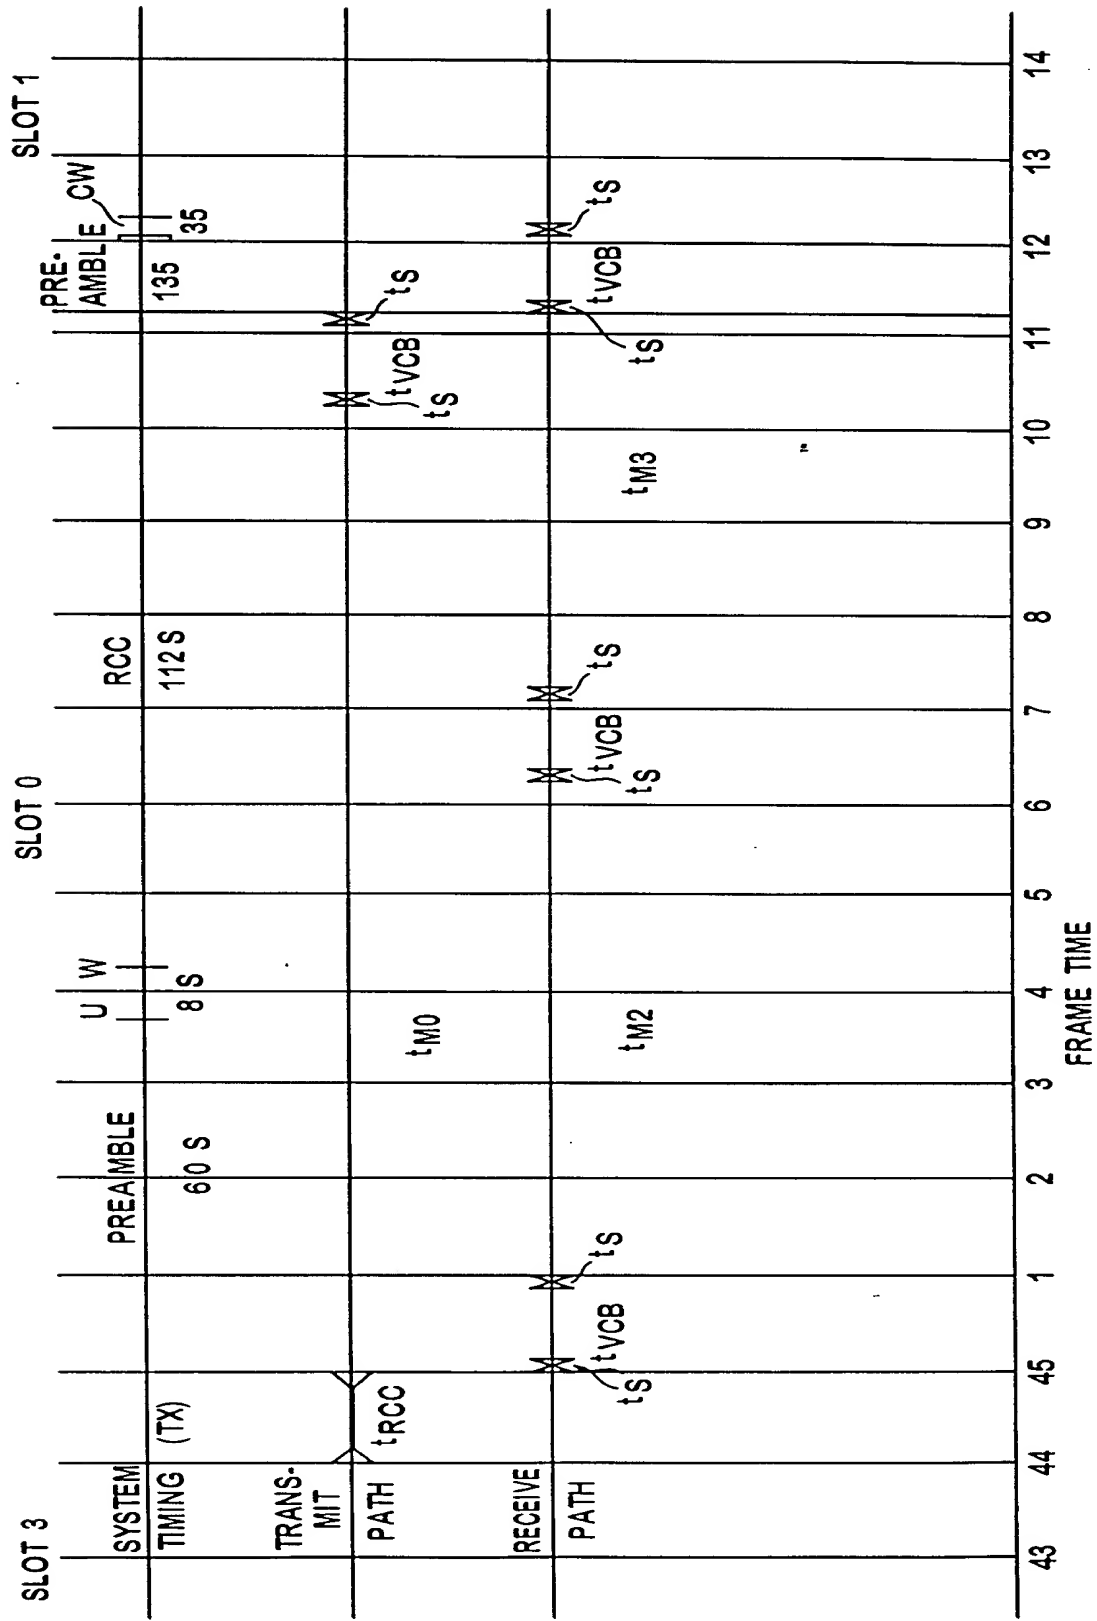 SLOT 3
SLOT 0
SLOT 1
SYSTEM
TIMING
(TX)
PREAMBLE
60 S
U W
8 S
RCC
112 S
PRE-
AMBLE
135
CW
35
TRANS-
MIT
PATH
tRCC
tM0
tVCB
tS
tS
RECEIVE
PATH
tS
tVCB
tS
tM2
tS
tVCB
tS
tM3
tS
tVCB
tS
43 44 45 1 2 3 4 5 6 7 8 9 10 11 12 13 14
FRAME TIME